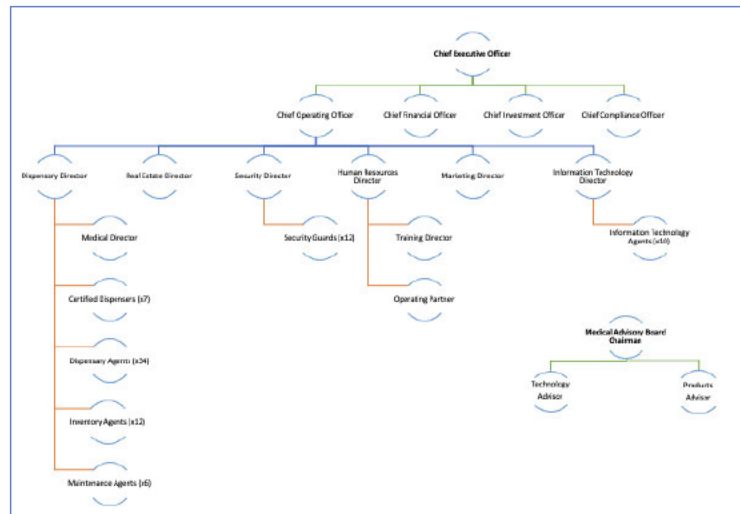 Chief Executive Officer
Chief Operating Officer
Chief Financial Officer
Chief Investment Officer
Chief Compliance Officer
Dispensary Director
Real Estate Director
Security Director
Human Resources
Director
Marketing Director
Information Technology
Director
Medical Director
Security Guards (x12)
Training Director
Information Technology
Agents (x10)
Certified Dispensers (x7)
Operating Partner
Medical Advisory Board
Chairman
Dispensary Agents (x34)
Technology
Advisor
Products
Advisor
Inventory Agents (x12)
Maintenance Agents (x6)